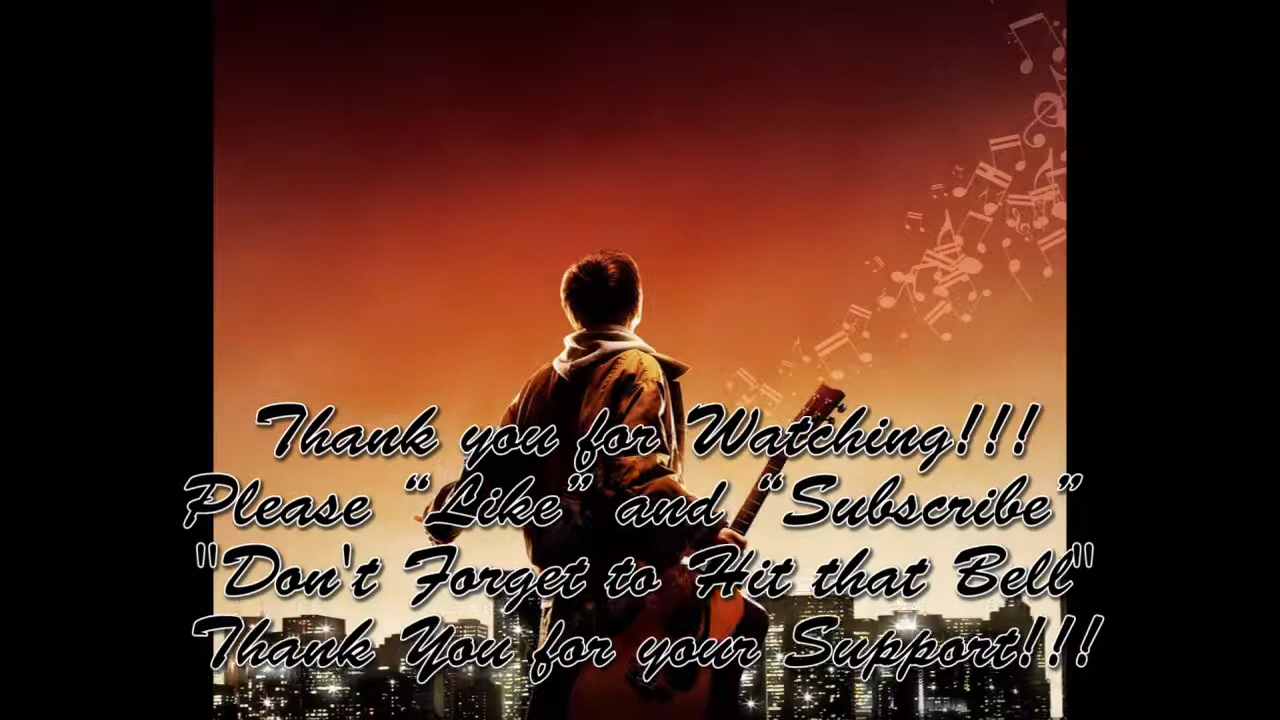 Thank you for Watching!!!
Please “Like” and “Subscribe”
"Don't Forget to Hit that Bell"
Thank You for your Support!!!